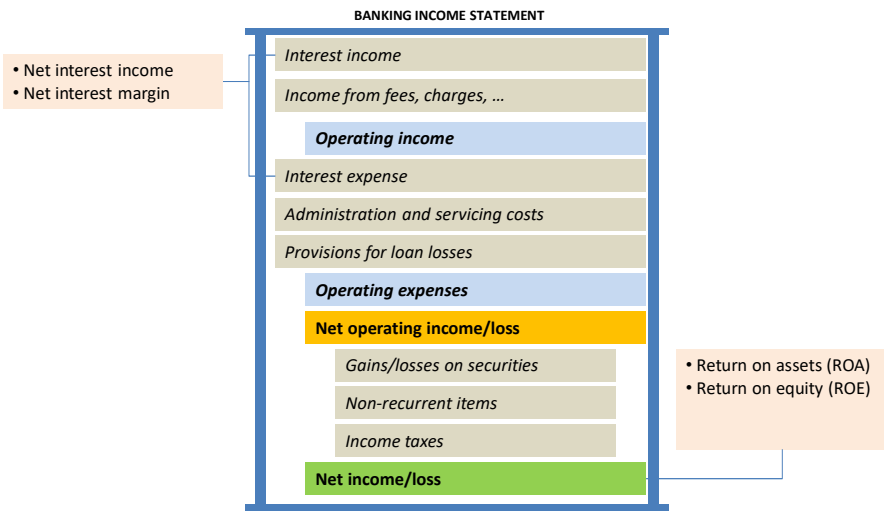 BANKING INCOME STATEMENT
• Net interest income
• Net interest margin
Interest income
Income from fees, charges, …
Operating income
Interest expense
Administration and servicing costs
Provisions for loan losses
Operating expenses
Net operating income/loss
Gains/losses on securities
Non-recurrent items
Income taxes
Net income/loss
• Return on assets (ROA)
• Return on equity (ROE)